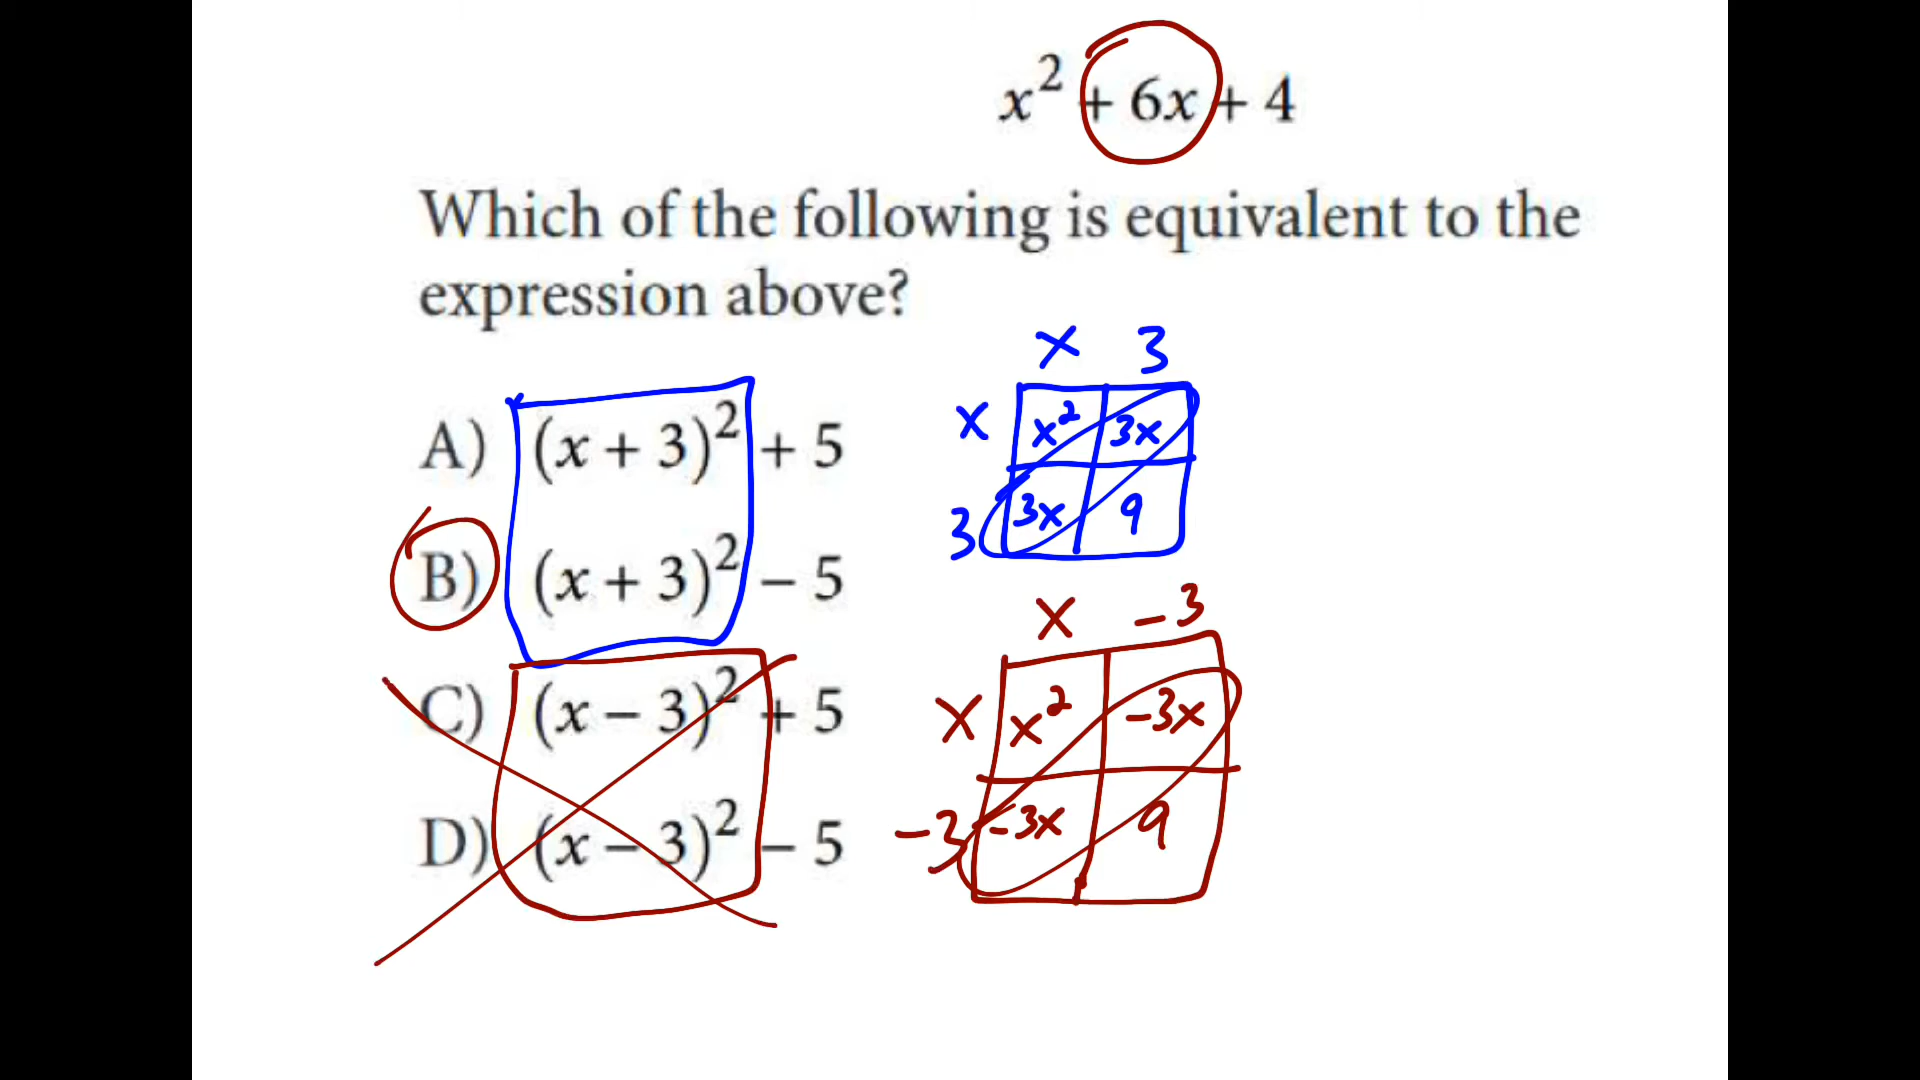 x² + 6x + 4
Which of the following is equivalent to the
expression above?
x 3
A) (x + 3)² + 5
x x² 3x
3 3x 9
B) (x + 3)² – 5
x -3
C) (x – 3)² + 5
x x² -3x
-3 -3x 9
D) (x – 3)² – 5